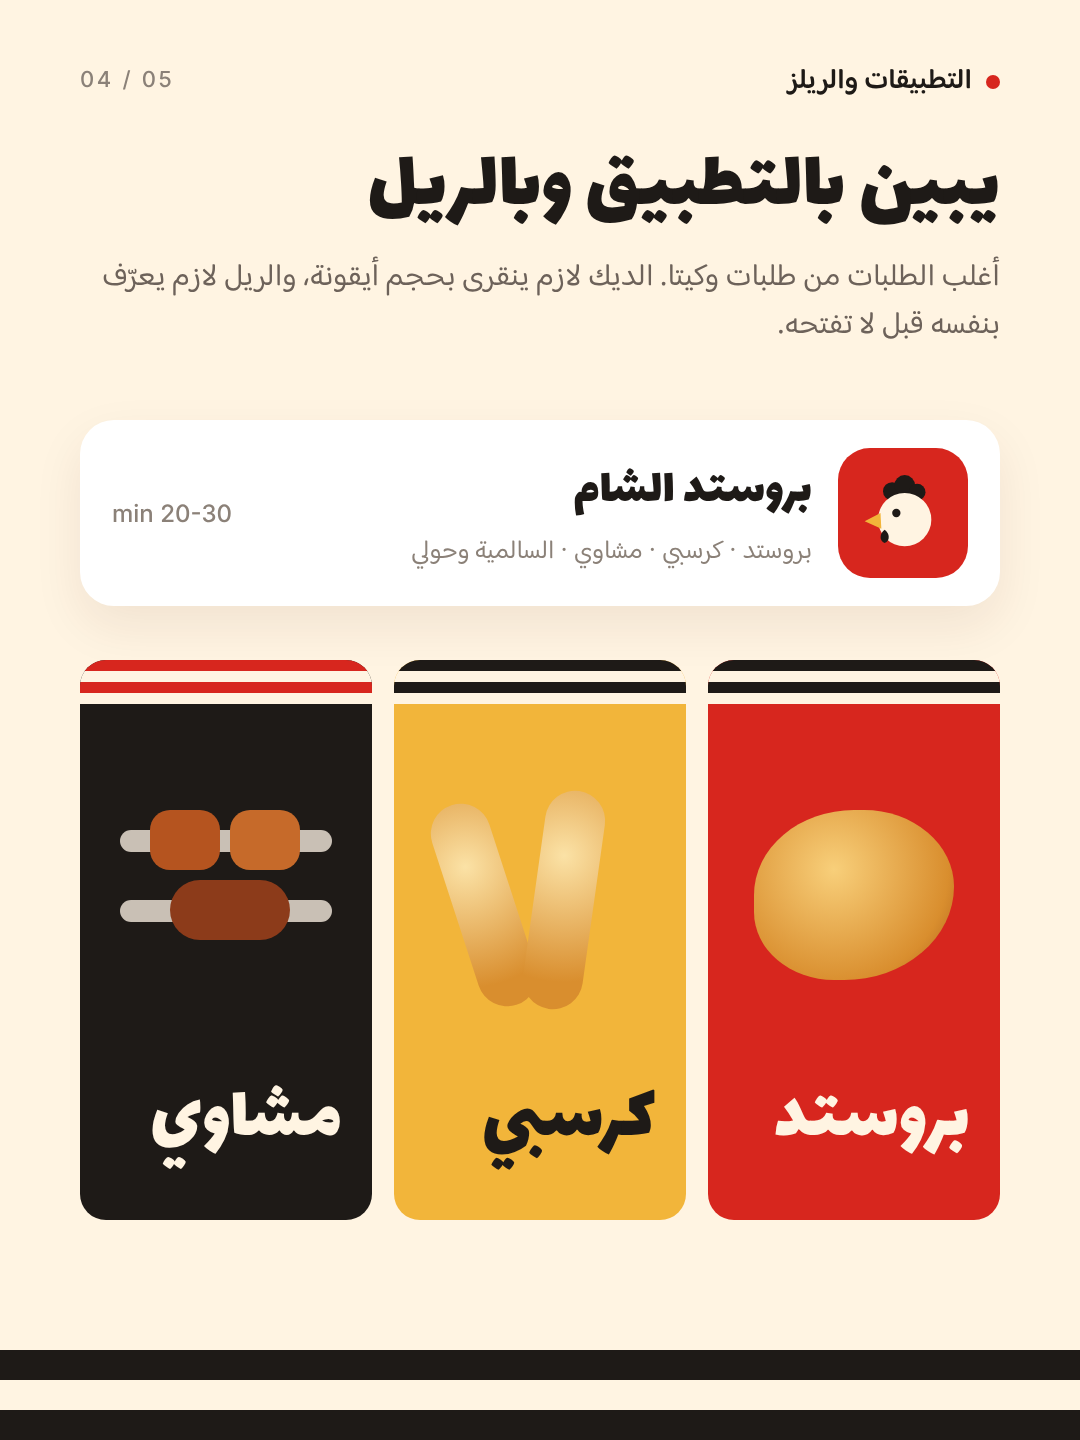 التطبيقات والريلز
04 / 05
يبين بالتطبيق وبالريل
أغلب الطلبات من طلبات وكيتا. الديك لازم ينقرى بحجم أيقونة، والريل لازم يعرّف
بنفسه قبل لا تفتحه.
بروستد الشام
بروستد · كرسبي · مشاوي · السالمية وحولي
min 20-30
بروستد
كرسبي
مشاوي